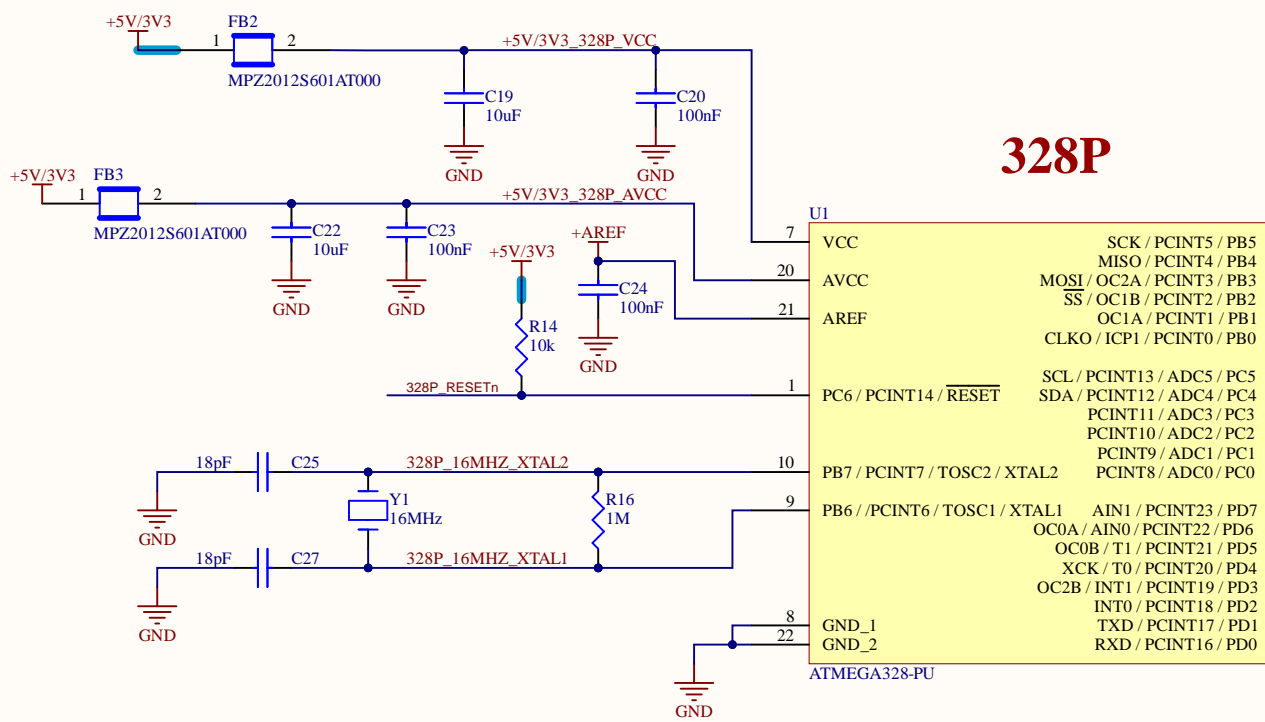 +5V/3V3
FB2
1
2
MPZ2012S601AT000
+5V/3V3_328P_VCC
C19
10uF
GND
C20
100nF
GND
+5V/3V3
FB3
1
2
MPZ2012S601AT000
+5V/3V3_328P_AVCC
C22
10uF
GND
C23
100nF
GND
+5V/3V3
R14
10k
+AREF
C24
100nF
GND
328P_RESETn
18pF
C25
GND
328P_16MHZ_XTAL2
Y1
16MHz
R16
1M
18pF
C27
GND
328P_16MHZ_XTAL1
GND
328P
U1
7
VCC
20
AVCC
21
AREF
1
PC6 / PCINT14 / RESET
10
PB7 / PCINT7 / TOSC2 / XTAL2
9
PB6 //PCINT6 / TOSC1 / XTAL1
8
GND_1
22
GND_2
SCK / PCINT5 / PB5
MISO / PCINT4 / PB4
MOSI / OC2A / PCINT3 / PB3
SS / OC1B / PCINT2 / PB2
OC1A / PCINT1 / PB1
CLKO / ICP1 / PCINT0 / PB0
SCL / PCINT13 / ADC5 / PC5
SDA / PCINT12 / ADC4 / PC4
PCINT11 / ADC3 / PC3
PCINT10 / ADC2 / PC2
PCINT9 / ADC1 / PC1
PCINT8 / ADC0 / PC0
AIN1 / PCINT23 / PD7
OC0A / AIN0 / PCINT22 / PD6
OC0B / T1 / PCINT21 / PD5
XCK / T0 / PCINT20 / PD4
OC2B / INT1 / PCINT19 / PD3
INT0 / PCINT18 / PD2
TXD / PCINT17 / PD1
RXD / PCINT16 / PD0
ATMEGA328-PU